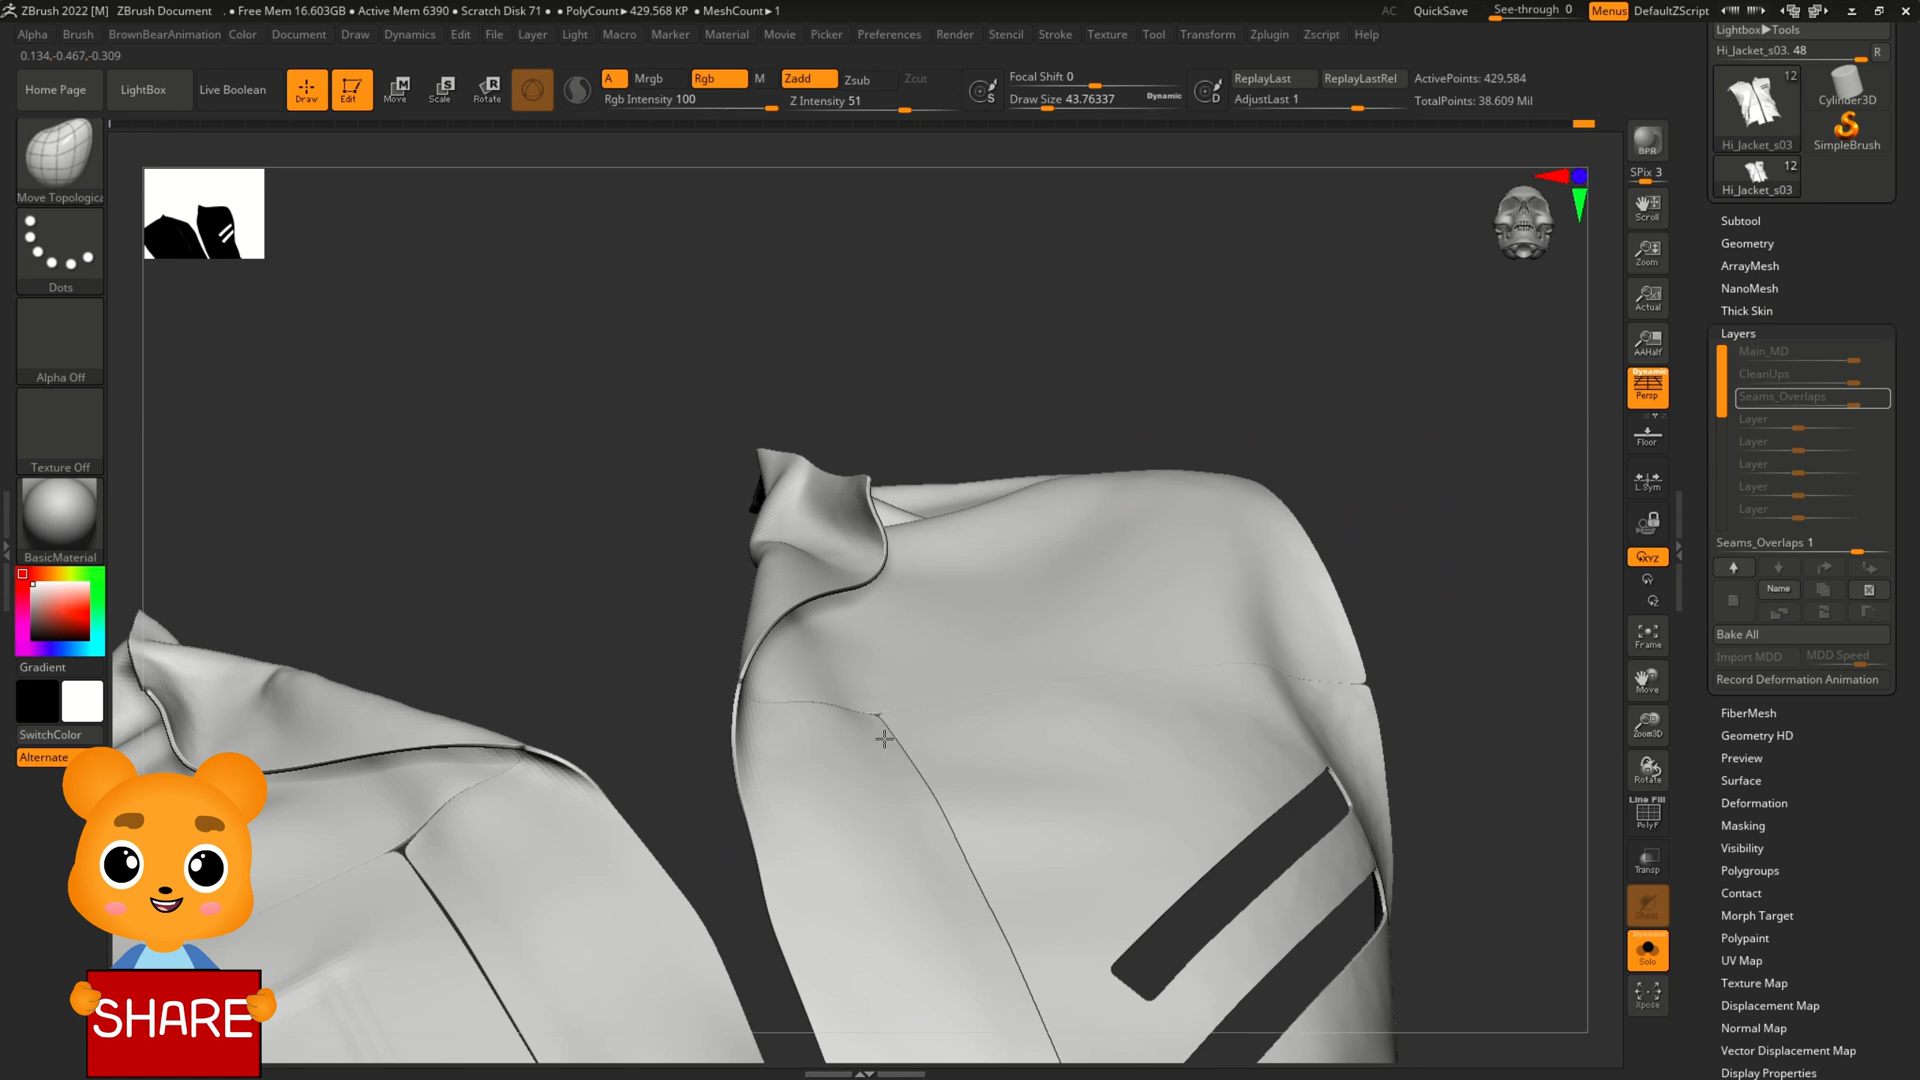 ZBrush 2022 [M] ZBrush Document . ● Free Mem 16.603GB ● Active Mem 6390 ● Scratch Disk 71 ● ● PolyCount►429.568 KP ● MeshCount►1 AC QuickSave See-through 0 Menus DefaultZScript
Alpha Brush BrownBearAnimation Color Document Draw Dynamics Edit File Layer Light Macro Marker Material Movie Picker Preferences Render Stencil Stroke Texture Tool Transform Zplugin Zscript Help
0.134,-0.467,-0.309
Home Page LightBox Live Boolean Draw Edit Move Scale Rotate
A Mrgb Rgb M Zadd Zsub Zcut
Rgb Intensity 100 Z Intensity 51
Focal Shift 0
Draw Size 43.76337 Dynamic
ReplayLast ReplayLastRel ActivePoints: 429,584
AdjustLast 1 TotalPoints: 38.609 Mil
Move Topologica
Dots
Alpha Off
Texture Off
BasicMaterial
Gradient
SwitchColor
Alternate
SHARE
BPR
SPix 3
Scroll
Zoom
Actual
AAHalf
Dynamic
Persp
Floor
L.Sym
XYZ
Frame
Move
Zoom3D
Rotate
Line Fill
PolyF
Transp
Ghost
Dynamic
Solo
Xpose
Lightbox►Tools
Hi_Jacket_s03. 48 R
12
Hi_Jacket_s03
Cylinder3D
SimpleBrush
12
Hi_Jacket_s03
Subtool
Geometry
ArrayMesh
NanoMesh
Thick Skin
Layers
Main_MD
CleanUps
Seams_Overlaps
Layer
Layer
Layer
Layer
Layer
Seams_Overlaps 1
Name
Bake All
Import MDD MDD Speed
Record Deformation Animation
FiberMesh
Geometry HD
Preview
Surface
Deformation
Masking
Visibility
Polygroups
Contact
Morph Target
Polypaint
UV Map
Texture Map
Displacement Map
Normal Map
Vector Displacement Map
Display Properties